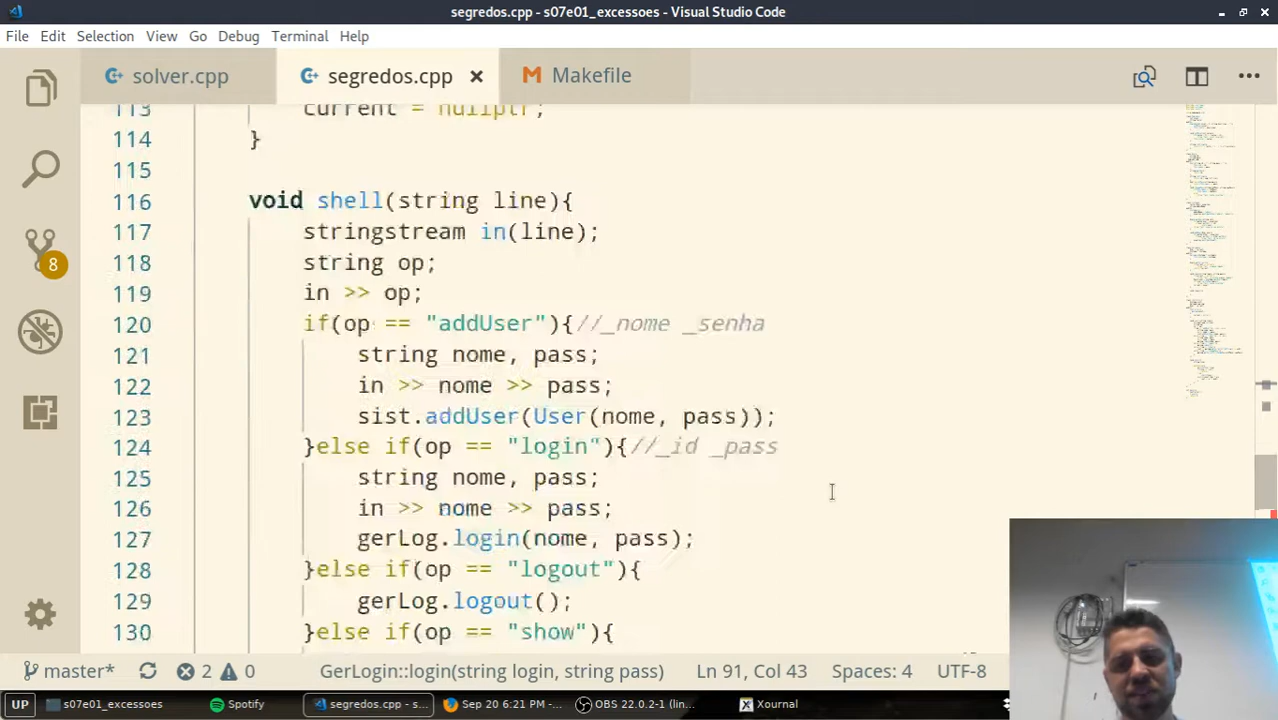 segredos.cpp - s07e01_excessoes - Visual Studio Code
File Edit Selection View Go Debug Terminal Help
solver.cpp segredos.cpp Makefile
113 current = nullptr;
114 }
115
116 void shell(string line){
117 stringstream in(line);
118 string op;
119 in >> op;
120 if(op == "addUser"){//_nome _senha
121 string nome, pass;
122 in >> nome >> pass;
123 sist.addUser(User(nome, pass));
124 }else if(op == "login"){//_id _pass
125 string nome, pass;
126 in >> nome >> pass;
127 gerLog.login(nome, pass);
128 }else if(op == "logout"){
129 gerLog.logout();
130 }else if(op == "show"){
8
master* 2 0 GerLogin::login(string login, string pass) Ln 91, Col 43 Spaces: 4 UTF-8
UP s07e01_excessoes Spotify segredos.cpp - s... Sep 20 6:21 PM -... OBS 22.0.2-1 (lin... Xournal